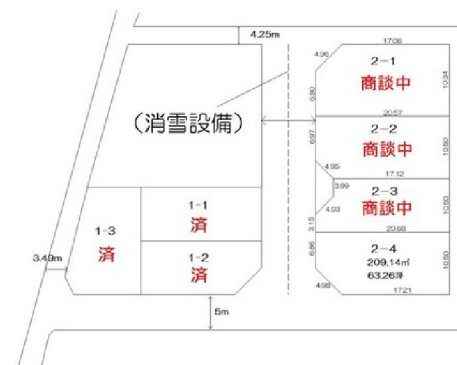 4.25m
(消雪設備)
1-1
済
1-3
済
1-2
済
3.49m
5m
17.06
4.96
2-1
商談中
10.34
6.80
20.57
2-2
商談中
6.97
10.50
4.95
17.12
3.99
2-3
商談中
4.93
10.50
3.15
20.88
2-4
209.14㎡
63.26坪
6.86
10.50
4.98
17.21